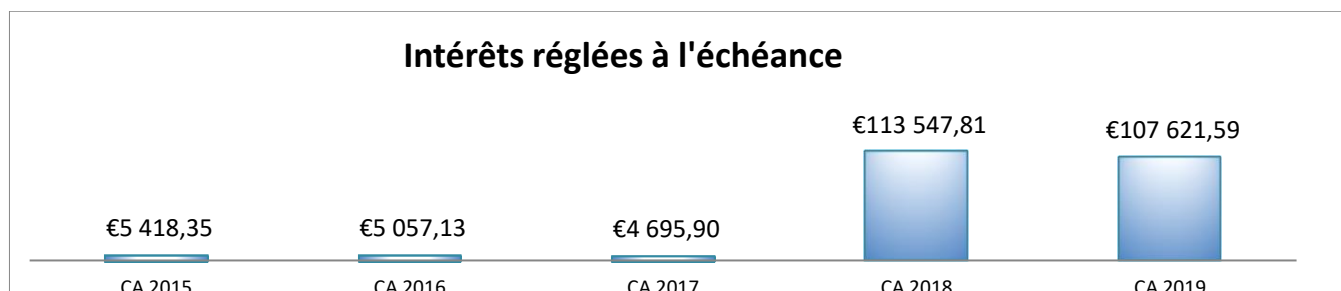 Intérêts réglées à l'échéance
€113 547,81
€107 621,59
€5 418,35
€5 057,13
€4 695,90
CA 2015
CA 2016
CA 2017
CA 2018
CA 2019